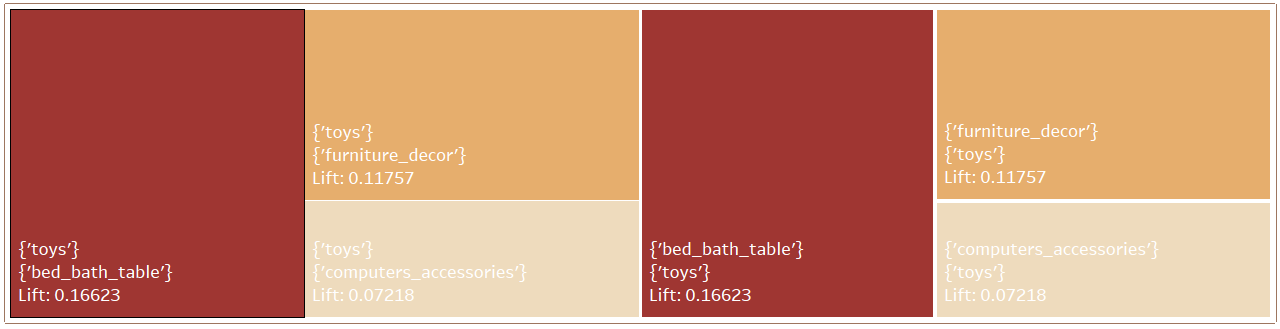 {'toys'}
{'bed_bath_table'}
Lift: 0.16623
{'toys'}
{'furniture_decor'}
Lift: 0.11757
{'toys'}
{'computers_accessories'}
Lift: 0.07218
{'bed_bath_table'}
{'toys'}
Lift: 0.16623
{'furniture_decor'}
{'toys'}
Lift: 0.11757
{'computers_accessories'}
{'toys'}
Lift: 0.07218